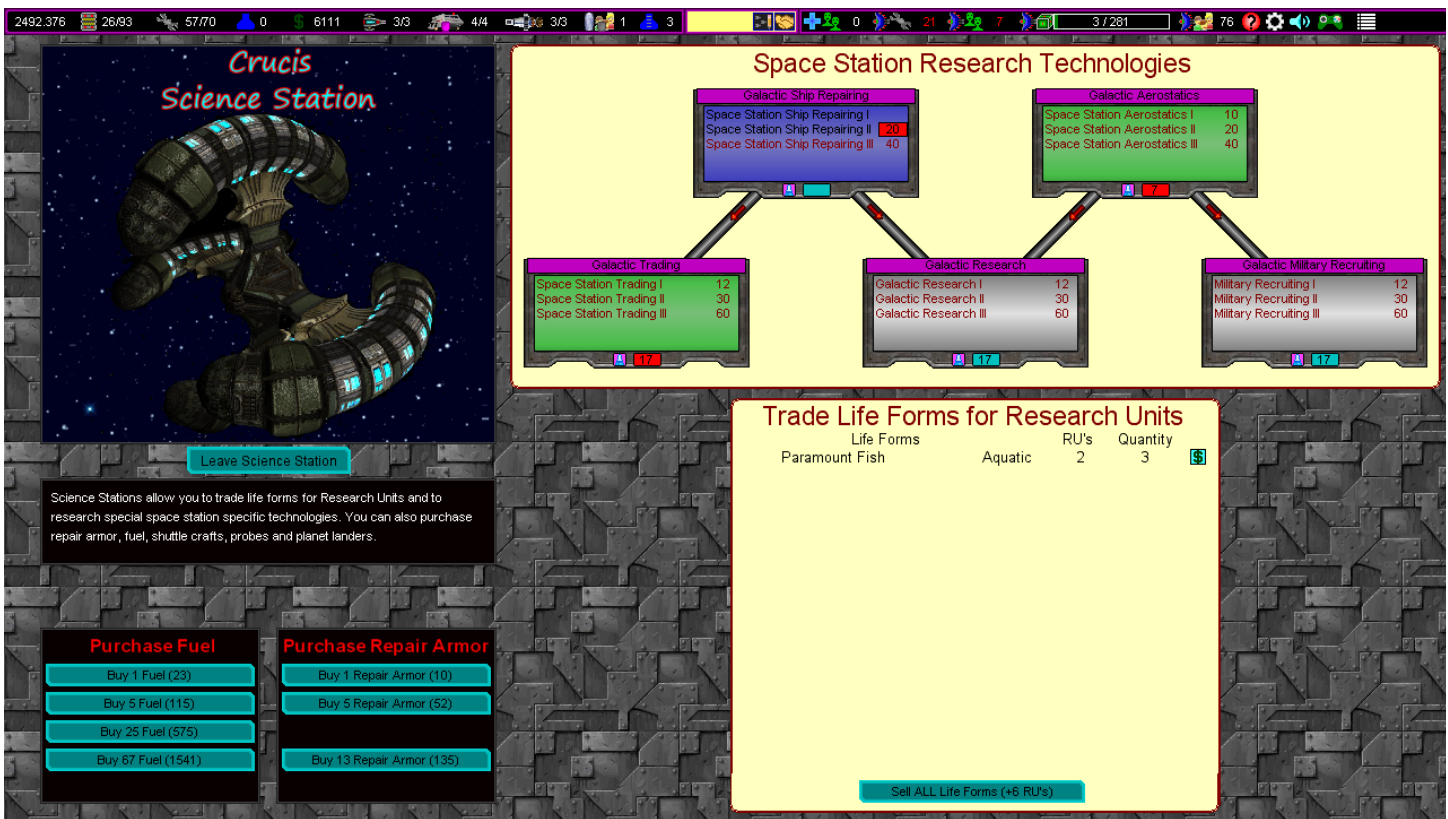 2492.376 26/93 57/70 0 $ 6111 3/3 4/4 3/3 1 3 0 21 7 3 / 281 76 ?
Crucis
Science Station
Leave Science Station
Science Stations allow you to trade life forms for Research Units and to
research special space station specific technologies. You can also purchase
repair armor, fuel, shuttle crafts, probes and planet landers.
Purchase Fuel
Buy 1 Fuel (23)
Buy 5 Fuel (115)
Buy 25 Fuel (575)
Buy 67 Fuel (1541)
Purchase Repair Armor
Buy 1 Repair Armor (10)
Buy 5 Repair Armor (52)
Buy 13 Repair Armor (135)
Space Station Research Technologies
Galactic Ship Repairing
Space Station Ship Repairing I
Space Station Ship Repairing II 20
Space Station Ship Repairing III 40
Galactic Aerostatics
Space Station Aerostatics I 10
Space Station Aerostatics II 20
Space Station Aerostatics III 40
7
Galactic Trading
Space Station Trading I 12
Space Station Trading II 30
Space Station Trading III 60
17
Galactic Research
Galactic Research I 12
Galactic Research II 30
Galactic Research III 60
17
Galactic Military Recruiting
Military Recruiting I 12
Military Recruiting II 30
Military Recruiting III 60
17
Trade Life Forms for Research Units
Life Forms RU's Quantity
Paramount Fish Aquatic 2 3 $
Sell ALL Life Forms (+6 RU's)